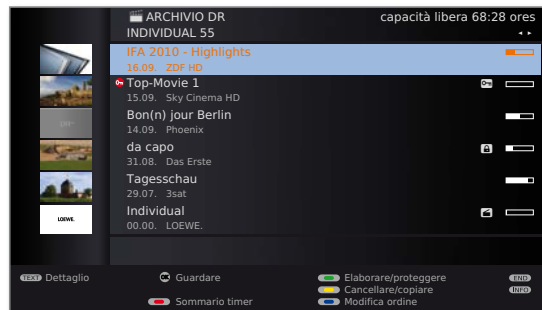 ARCHIVIO DR capacità libera 68:28 ores
INDIVIDUAL 55
IFA 2010 - Highlights
16.09. ZDF HD
Top-Movie 1
15.09. Sky Cinema HD
Bon(n) jour Berlin
14.09. Phoenix
da capo
31.08. Das Erste
Tagesschau
29.07. 3sat
Individual
00.00. LOEWE.
LOEWE.
TEXT Dettaglio OK Guardare Elaborare/proteggere END
Cancellare/copiare INFO
Sommario timer Modifica ordine